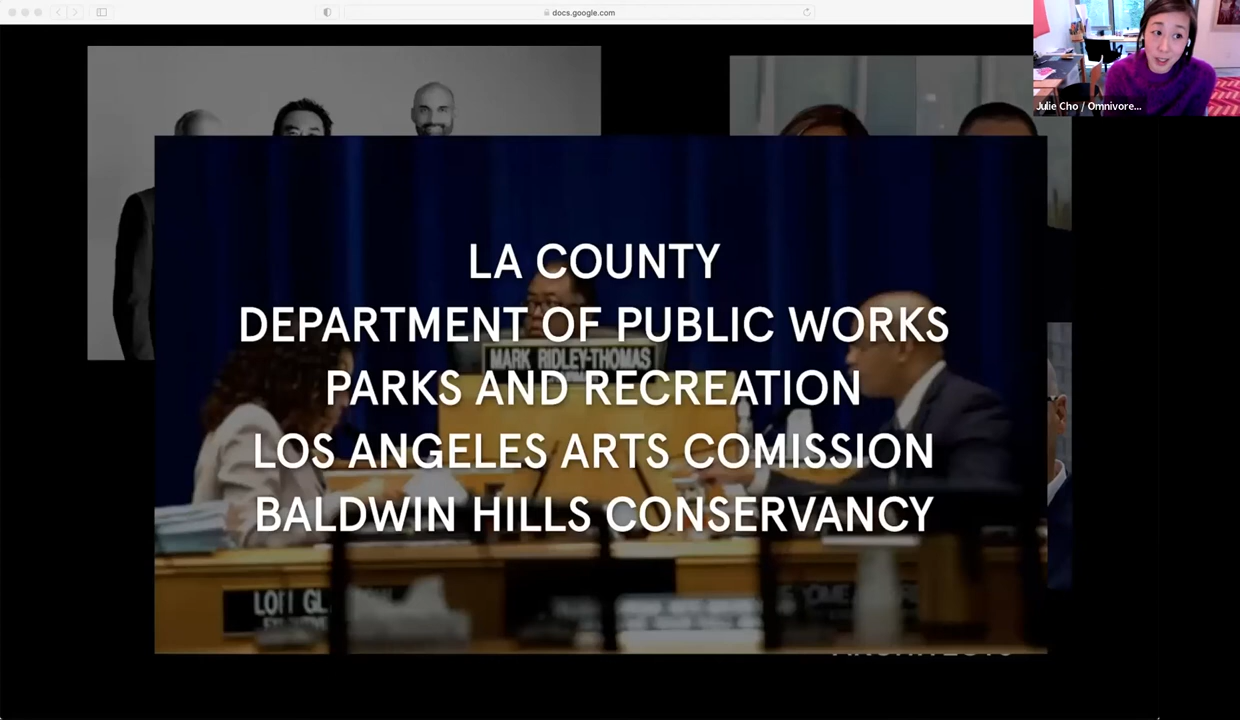 docs.google.com
Julie Cho / Omnivore...
LA COUNTY
DEPARTMENT OF PUBLIC WORKS
MARK RIDLEY-THOMAS
PARKS AND RECREATION
LOS ANGELES ARTS COMISSION
BALDWIN HILLS CONSERVANCY